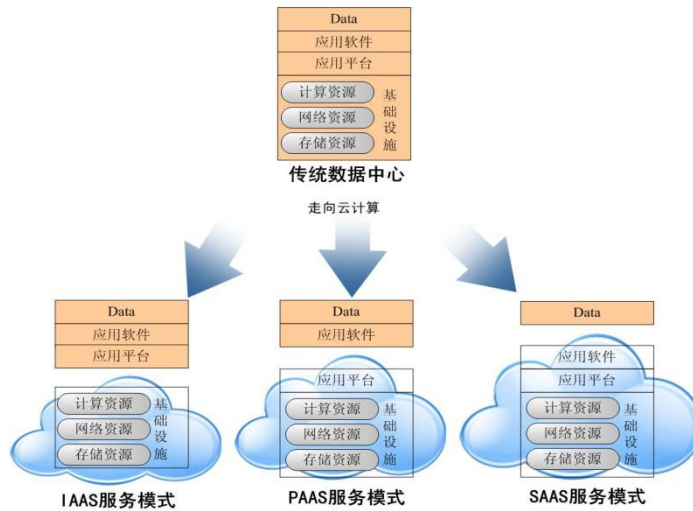 Data
应用软件
应用平台
计算资源
网络资源
存储资源
基础设施
传统数据中心
走向云计算
Data
应用软件
应用平台
计算资源
网络资源
存储资源
基础设施
IAAS服务模式
Data
应用软件
应用平台
计算资源
网络资源
存储资源
基础设施
PAAS服务模式
Data
应用软件
应用平台
计算资源
网络资源
存储资源
基础设施
SAAS服务模式